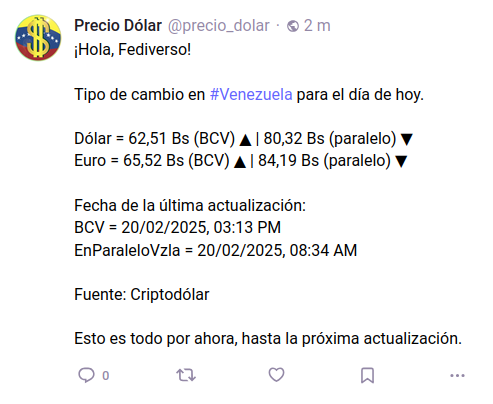 Precio Dólar @precio_dolar · 2 m
¡Hola, Fediverso!
Tipo de cambio en #Venezuela para el día de hoy.
Dólar = 62,51 Bs (BCV) ▲ | 80,32 Bs (paralelo) ▼
Euro = 65,52 Bs (BCV) ▲ | 84,19 Bs (paralelo) ▼
Fecha de la última actualización:
BCV = 20/02/2025, 03:13 PM
EnParaleloVzla = 20/02/2025, 08:34 AM
Fuente: Criptodólar
Esto es todo por ahora, hasta la próxima actualización.
0